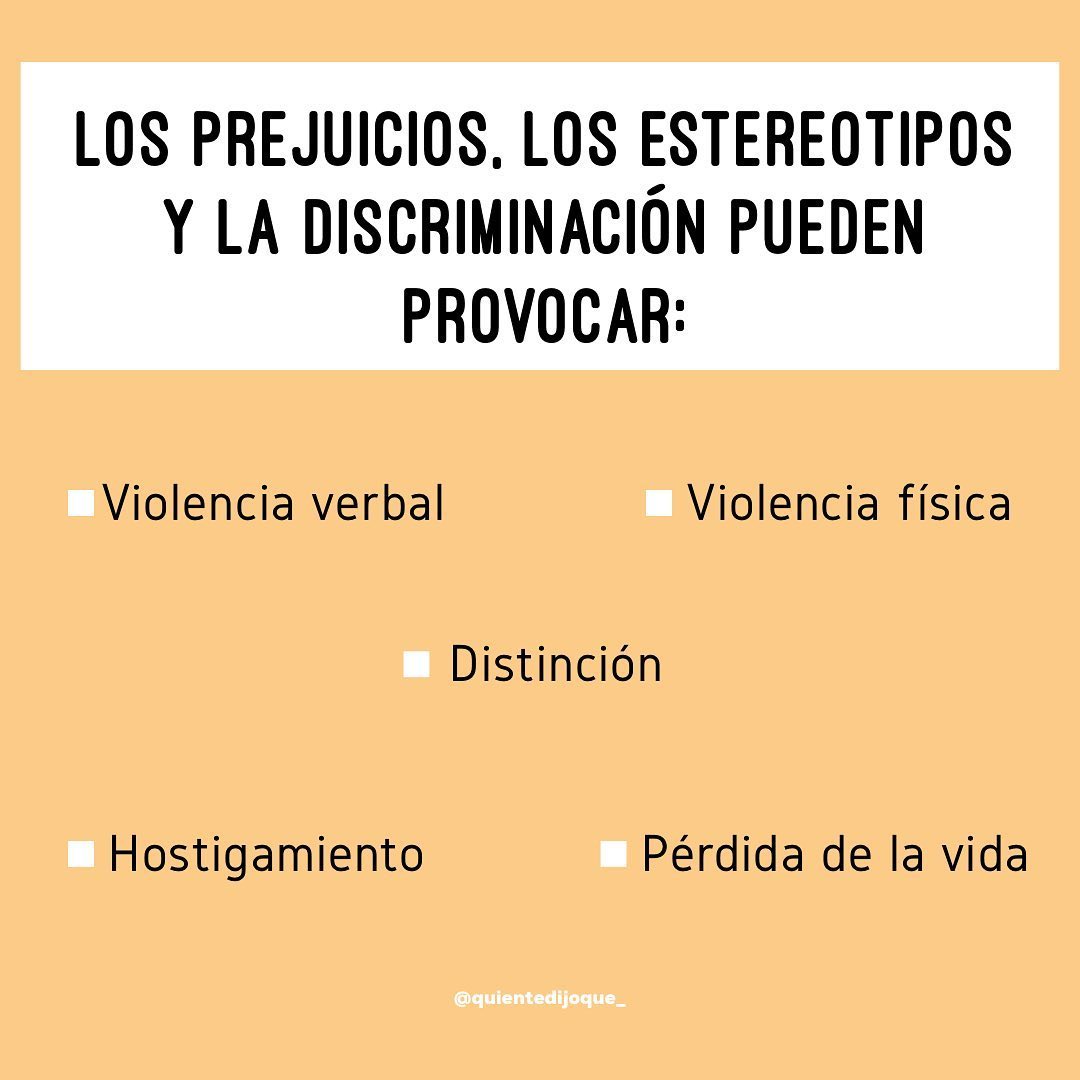 LOS PREJUICIOS, LOS ESTEREOTIPOS
Y LA DISCRIMINACIÓN PUEDEN
PROVOCAR:
Violencia verbal
Violencia física
Distinción
Hostigamiento
Pérdida de la vida
@quientedijoque_